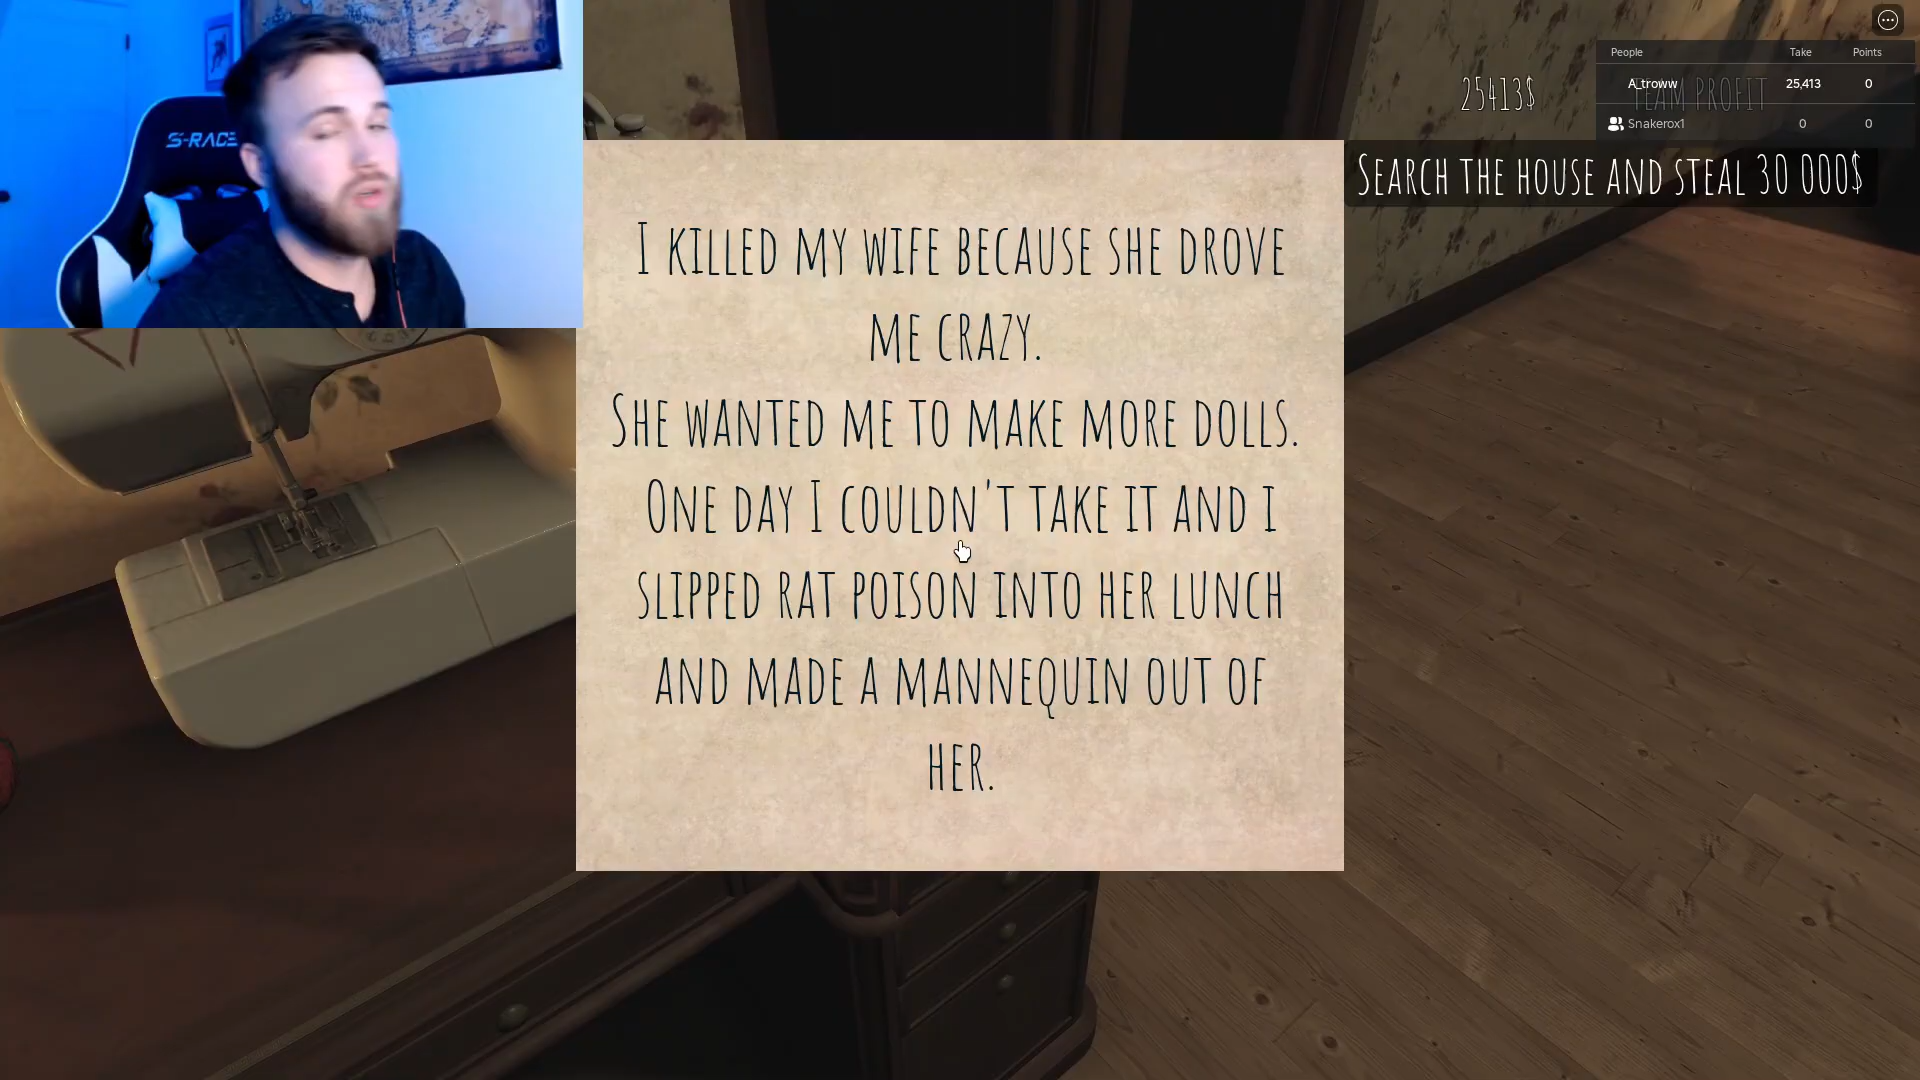 S-RACE
People Take Points
A_troww 25,413 0
Snakerox1 0 0
25413$ TEAM PROFIT
SEARCH THE HOUSE AND STEAL 30 000$
I KILLED MY WIFE BECAUSE SHE DROVE
ME CRAZY.
SHE WANTED ME TO MAKE MORE DOLLS.
ONE DAY I COULDN'T TAKE IT AND I
SLIPPED RAT POISON INTO HER LUNCH
AND MADE A MANNEQUIN OUT OF
HER.